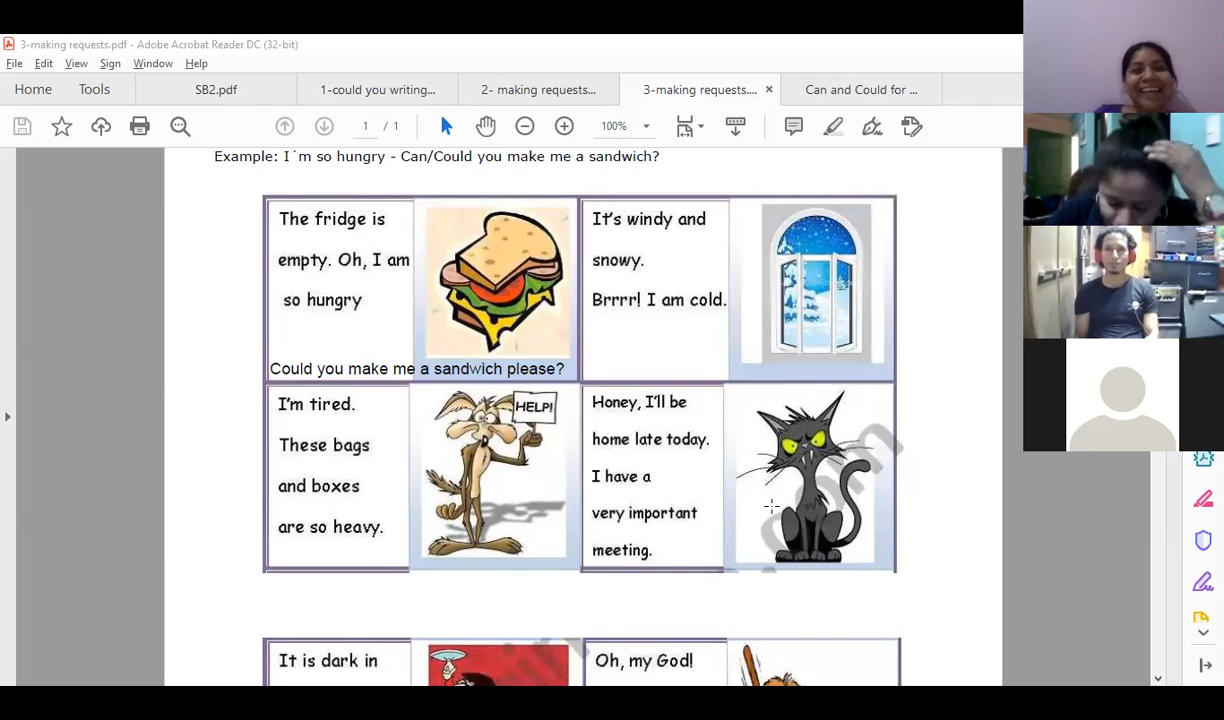 3-making requests.pdf - Adobe Acrobat Reader DC (32-bit)
File Edit View Sign Window Help
Home Tools SB2.pdf 1-could you writing... 2- making requests... 3-making requests.... × Can and Could for ...
1 / 1 100%
Example: I´m so hungry - Can/Could you make me a sandwich?
The fridge is
empty. Oh, I am
so hungry
Could you make me a sandwich please?
It's windy and
snowy.
Brrrr! I am cold.
I'm tired.
These bags
and boxes
are so heavy.
HELP!
Honey, I'll be
home late today.
I have a
very important
meeting.
.com
It is dark in
Oh, my God!